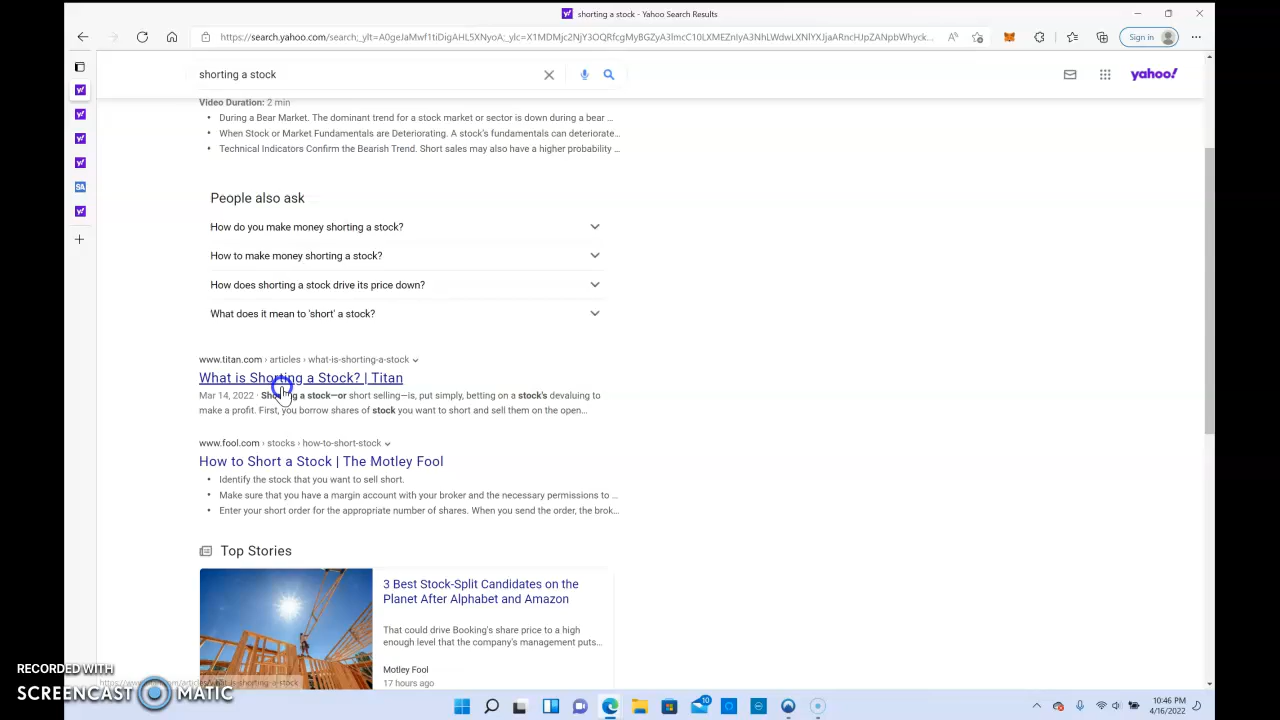 shorting a stock - Yahoo Search Results
https://search.yahoo.com/search;_ylt=A0geJaMwf1tiDigAHL5XNyoA;_ylc=X1MDMjc2NjY3OQRfcgMyBGZyA3lmcC10LXMEZnIyA3NhLWdwLXNlYXJjaARncHJpZANpbWhyck...
Sign in
shorting a stock
yahoo!
Video Duration: 2 min
• During a Bear Market. The dominant trend for a stock market or sector is down during a bear ...
• When Stock or Market Fundamentals are Deteriorating. A stock's fundamentals can deteriorate...
• Technical Indicators Confirm the Bearish Trend. Short sales may also have a higher probability ...
People also ask
How do you make money shorting a stock?
How to make money shorting a stock?
How does shorting a stock drive its price down?
What does it mean to 'short' a stock?
www.titan.com › articles › what-is-shorting-a-stock
What is Shorting a Stock? | Titan
Mar 14, 2022 · Shorting a stock—or short selling—is, put simply, betting on a stock's devaluing to
make a profit. First, you borrow shares of stock you want to short and sell them on the open...
www.fool.com › stocks › how-to-short-stock
How to Short a Stock | The Motley Fool
• Identify the stock that you want to sell short.
• Make sure that you have a margin account with your broker and the necessary permissions to ...
• Enter your short order for the appropriate number of shares. When you send the order, the brok...
Top Stories
3 Best Stock-Split Candidates on the
Planet After Alphabet and Amazon
That could drive Booking's share price to a high
enough level that the company's management puts...
Motley Fool
17 hours ago
RECORDED WITH
SCREENCAST MATIC
10
10:46 PM
4/16/2022